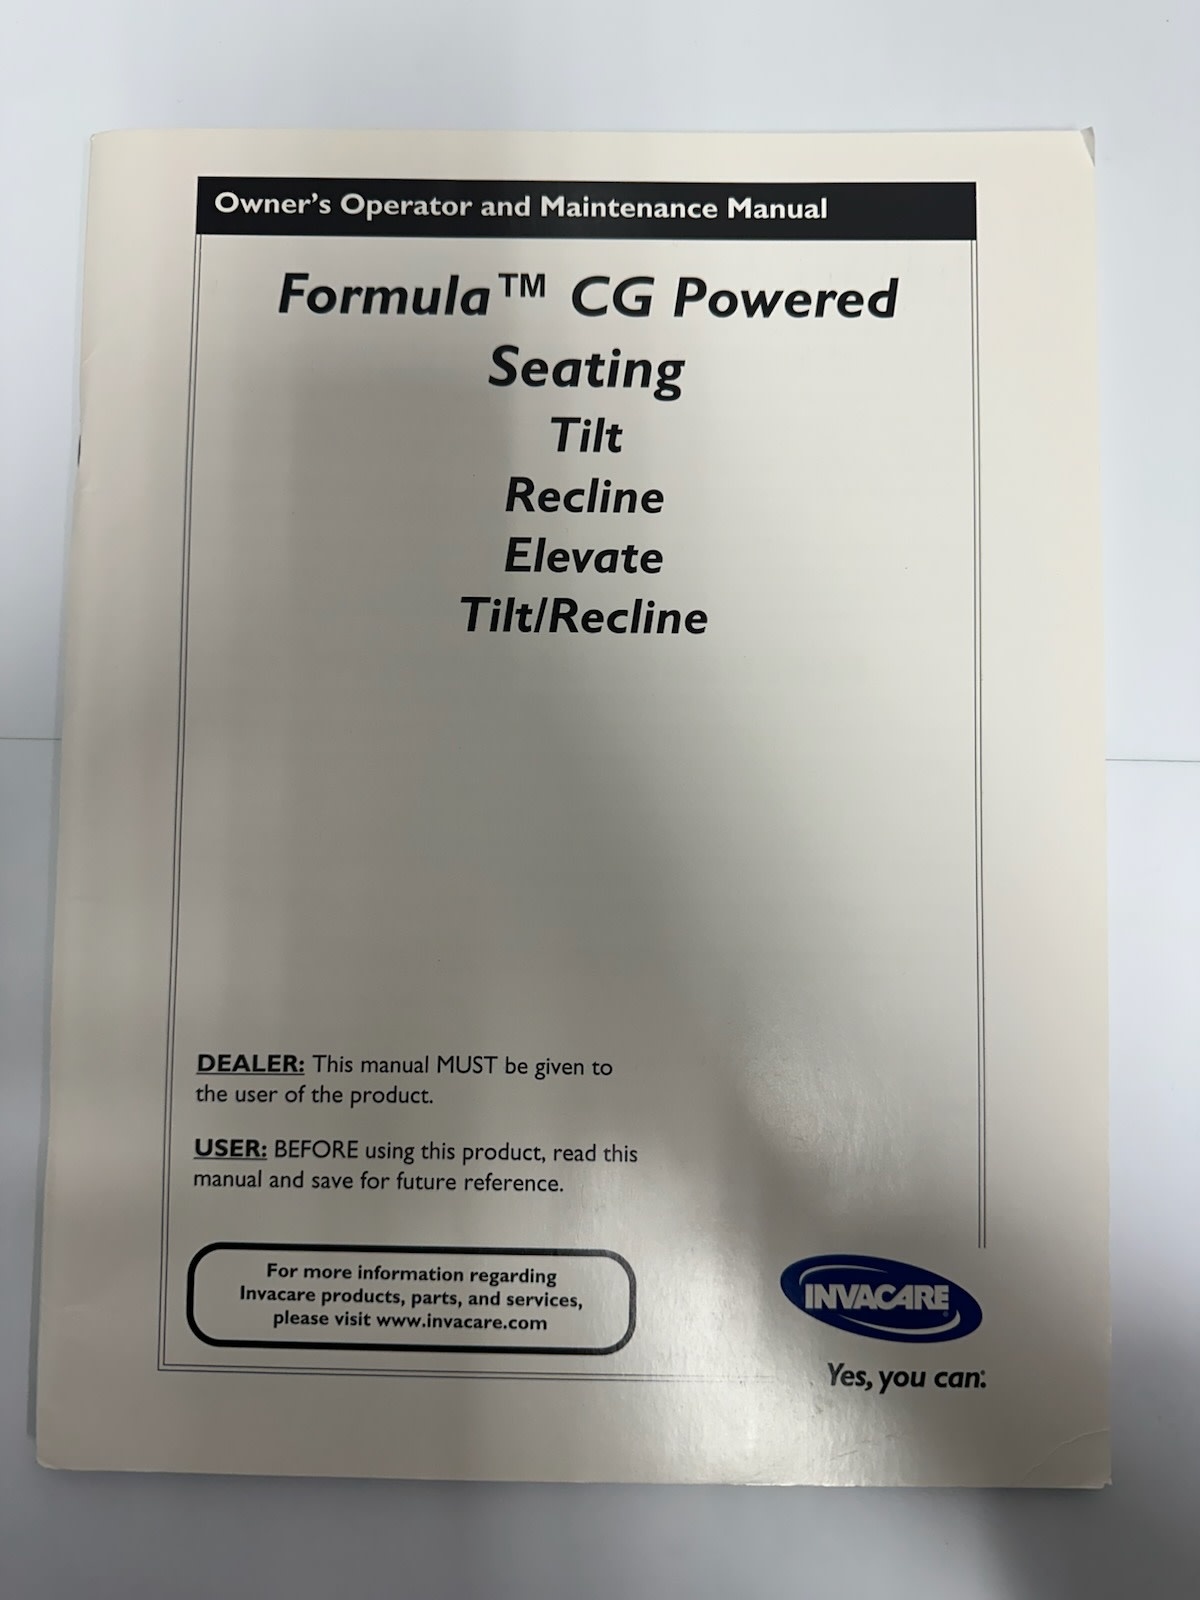 Owner's Operator and Maintenance Manual
Formula™ CG Powered
Seating
Tilt
Recline
Elevate
Tilt/Recline
DEALER: This manual MUST be given to
the user of the product.
USER: BEFORE using this product, read this
manual and save for future reference.
For more information regarding
Invacare products, parts, and services,
please visit www.invacare.com
INVACARE®
Yes, you can.®